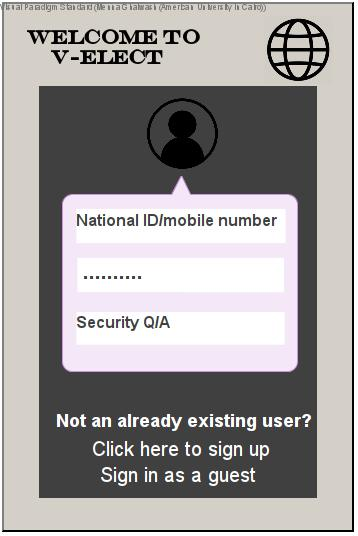 Visual Paradigm Standard(Menna Ghalwash(American University in Cairo))
WELCOME TO
V-ELECT
National ID/mobile number
..........
Security Q/A
Not an already existing user?
Click here to sign up
Sign in as a guest